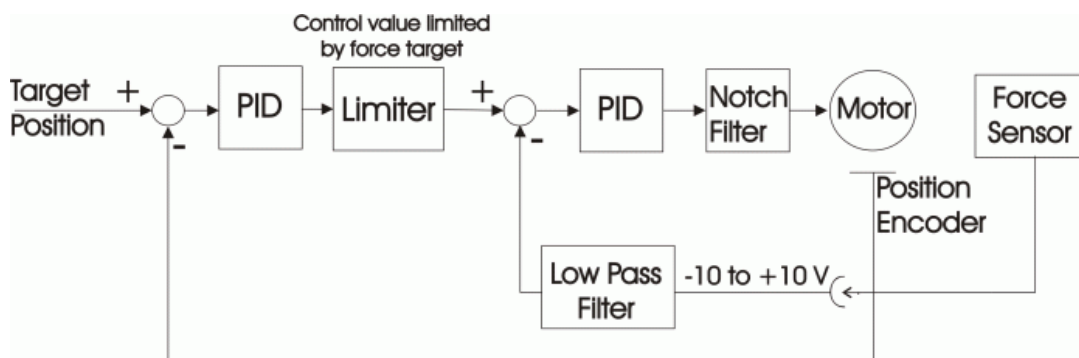 Control value limited
by force target
Target
Position
+
-
PID
Limiter
+
-
PID
Notch
Filter
Motor
Force
Sensor
Position
Encoder
Low Pass
Filter
-10 to +10 V